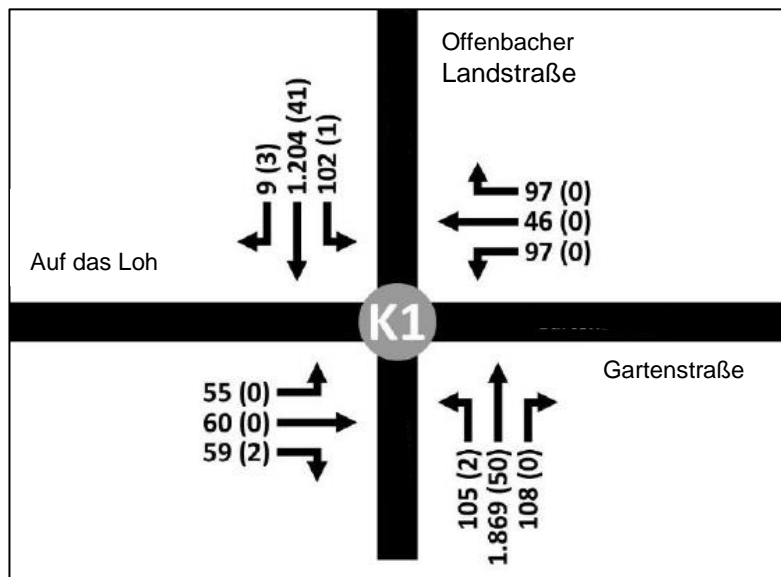 Offenbacher
Landstraße
9 (3)
1.204 (41)
102 (1)
97 (0)
46 (0)
97 (0)
Auf das Loh
K1
Gartenstraße
55 (0)
60 (0)
59 (2)
105 (2)
1.869 (50)
108 (0)